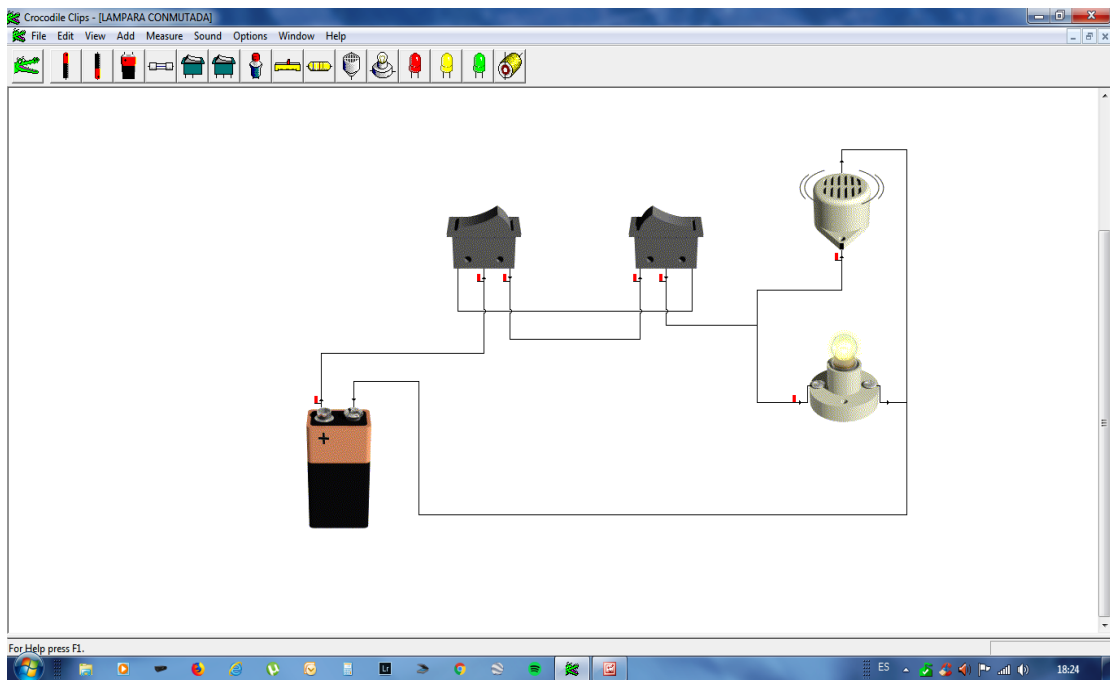 Crocodile Clips - [LAMPARA CONMUTADA]
File Edit View Add Measure Sound Options Window Help
+
For Help press F1.
Lr
ES
18:24